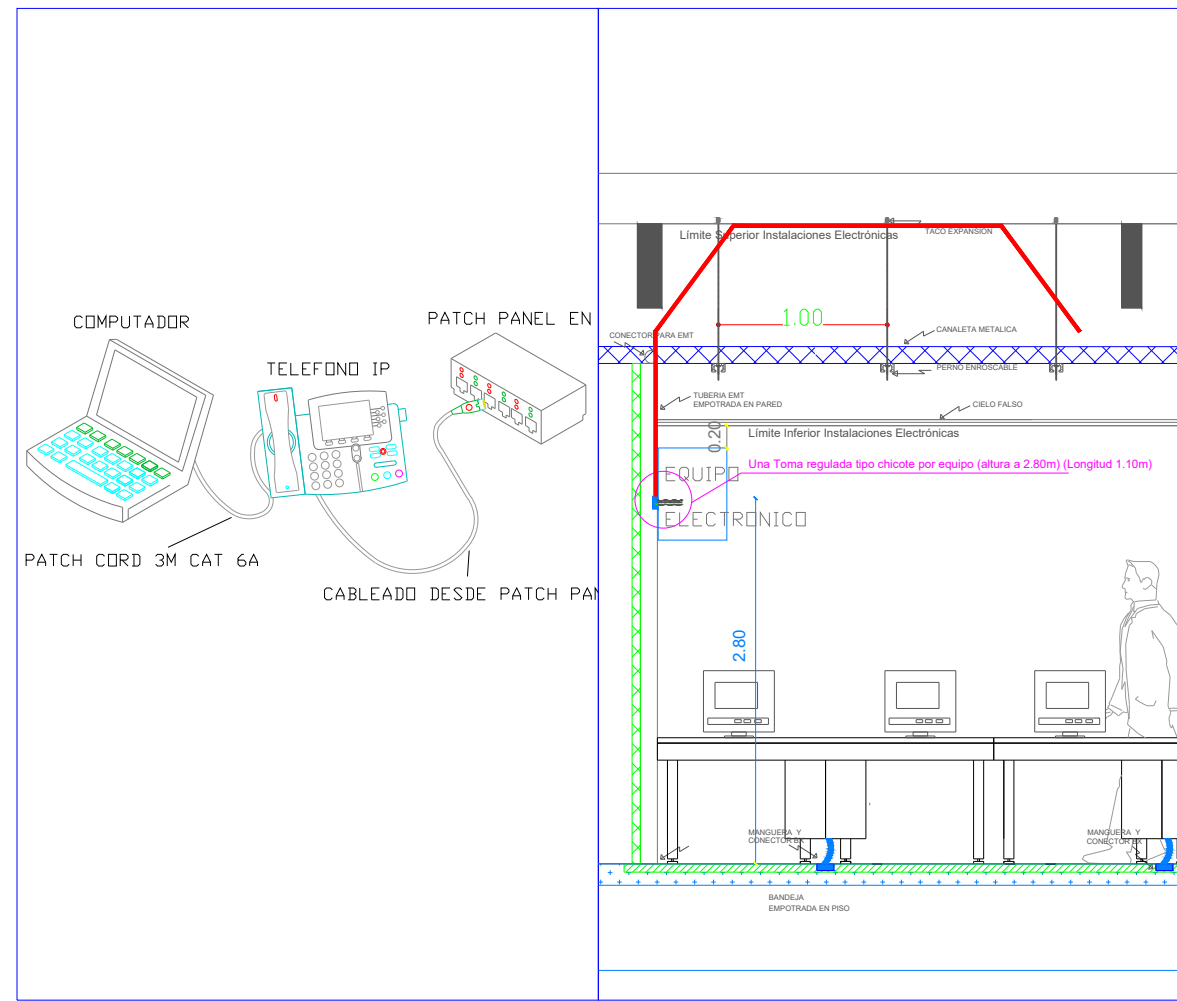 COMPUTADOR
TELEFONO IP
PATCH PANEL EN
PATCH CORD 3M CAT 6A
CABLEADO DESDE PATCH PAN
Límite Superior Instalaciones Electrónicas
TACO EXPANSION
1.00
CONECTOR PARA EMT
CANALETA METALICA
PERNO ENROSCABLE
TUBERIA EMT
EMPOTRADA EN PARED
CIELO FALSO
0.20
Límite Inferior Instalaciones Electrónicas
Una Toma regulada tipo chicote por equipo (altura a 2.80m) (Longitud 1.10m)
EQUIPO
ELECTRONICO
2.80
MANGUERA Y
CONECTOR EX
MANGUERA Y
CONECTOR EX
BANDEJA
EMPOTRADA EN PISO